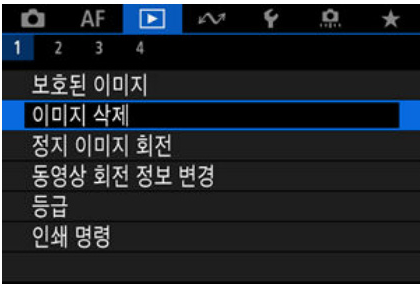 AF
1 2 3 4
보호된 이미지
이미지 삭제
정지 이미지 회전
동영상 회전 정보 변경
등급
인쇄 명령